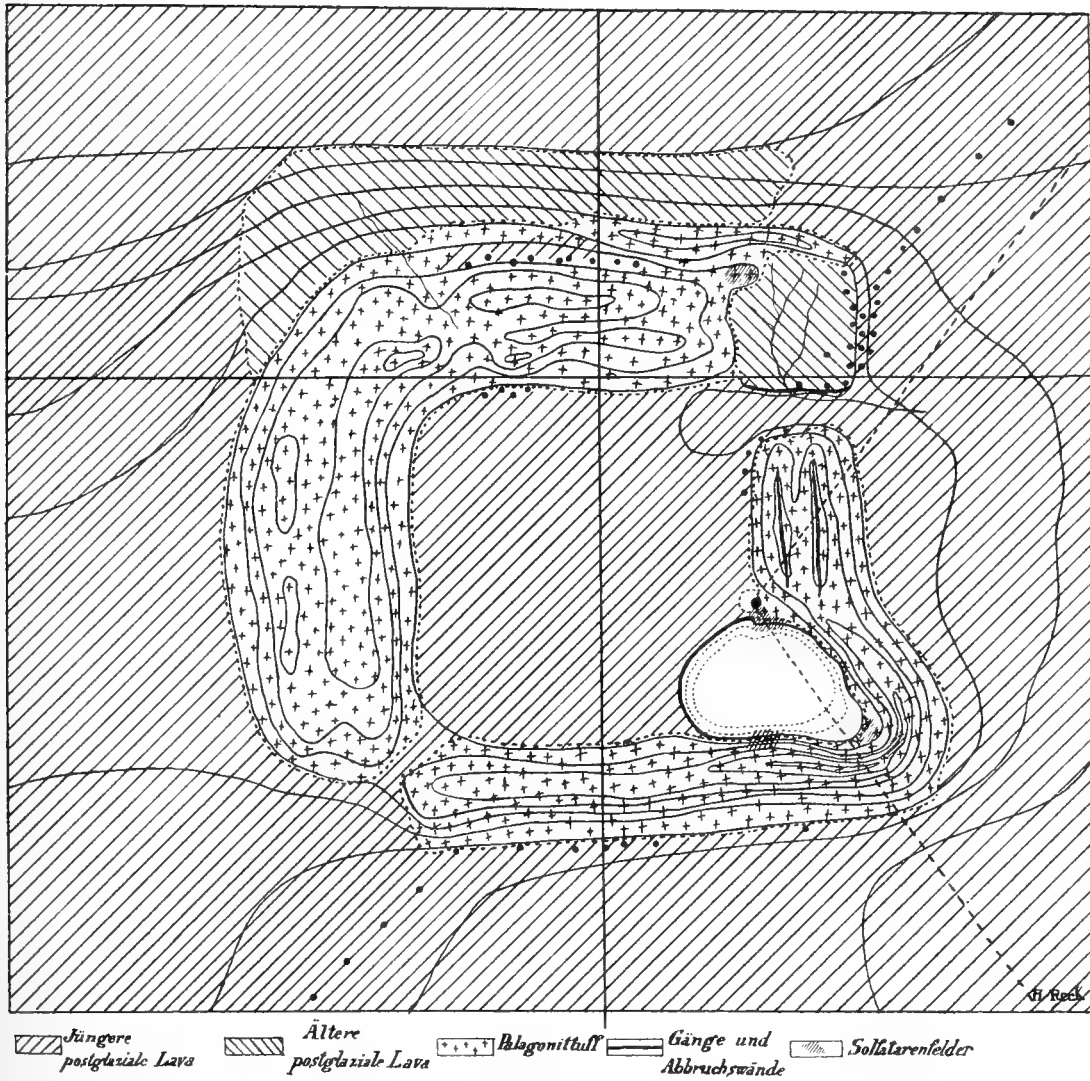 H. Reck
Jüngere
postglaziale Lava
Ältere
postglaziale Lava
Palagonittuff
Gänge und
Abbruchswände
Solfatarenfelder